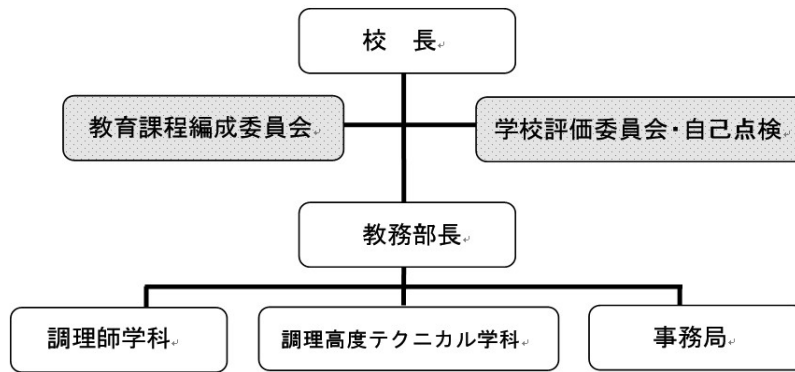 校　長
教育課程編成委員会
学校評価委員会・自己点検
教務部長
調理師学科
調理高度テクニカル学科
事務局